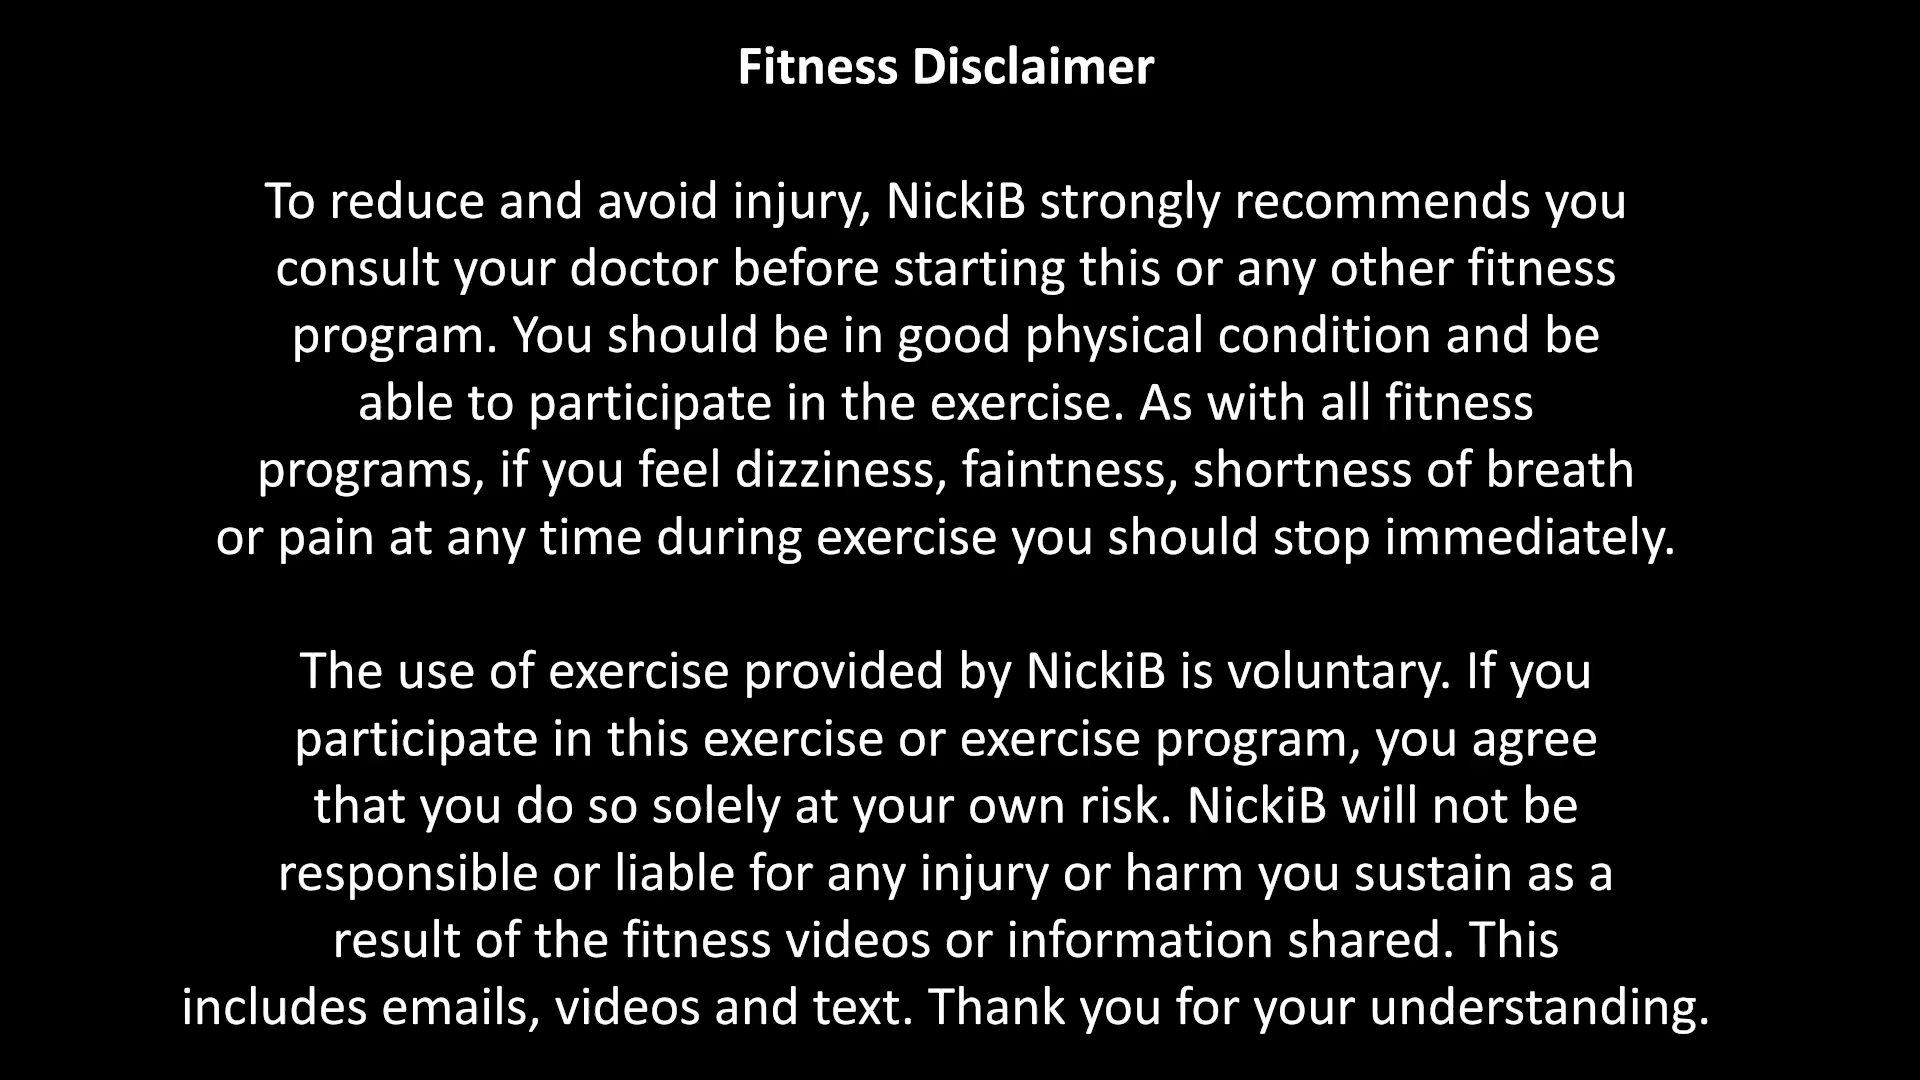 Fitness Disclaimer
To reduce and avoid injury, NickiB strongly recommends you
consult your doctor before starting this or any other fitness
program. You should be in good physical condition and be
able to participate in the exercise. As with all fitness
programs, if you feel dizziness, faintness, shortness of breath
or pain at any time during exercise you should stop immediately.
The use of exercise provided by NickiB is voluntary. If you
participate in this exercise or exercise program, you agree
that you do so solely at your own risk. NickiB will not be
responsible or liable for any injury or harm you sustain as a
result of the fitness videos or information shared. This
includes emails, videos and text. Thank you for your understanding.